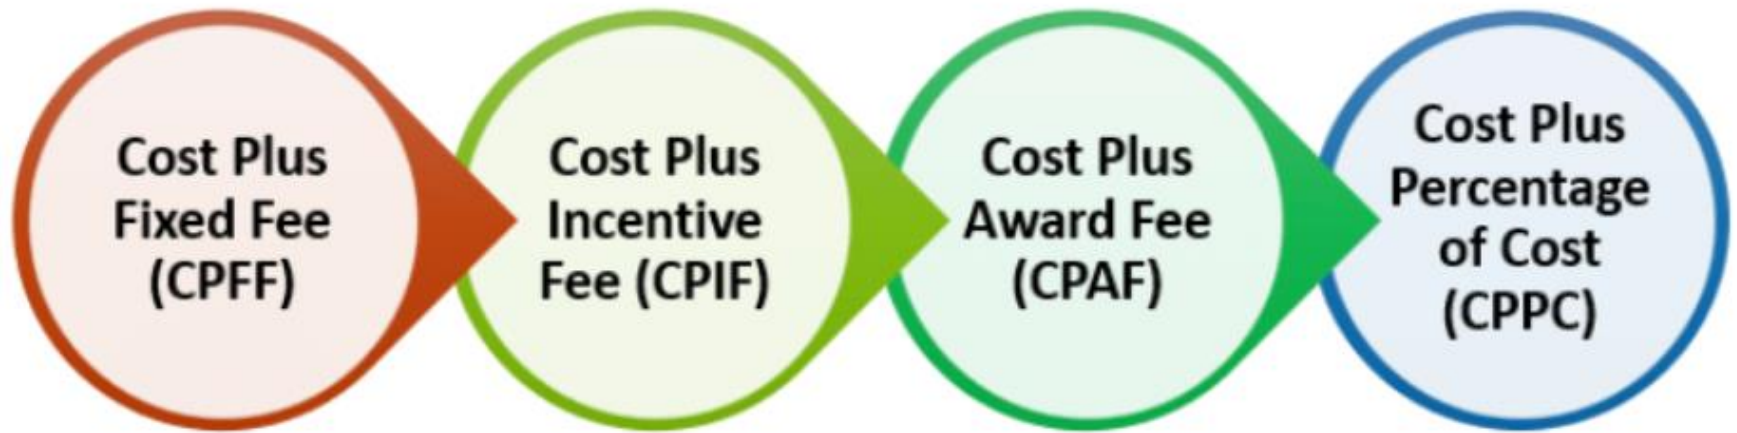 Cost Plus
Fixed Fee
(CPFF)
Cost Plus
Incentive
Fee (CPIF)
Cost Plus
Award Fee
(CPAF)
Cost Plus
Percentage
of Cost
(CPPC)